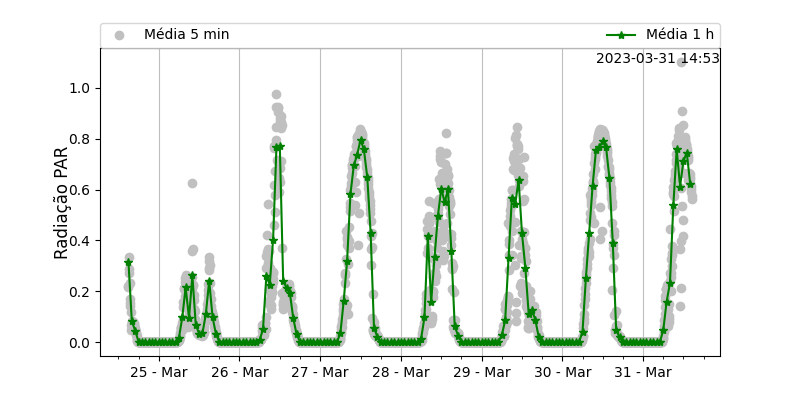 Média 5 min
Média 1 h
2023-03-31 14:53
Radiação PAR
1.0
0.8
0.6
0.4
0.2
0.0
25 - Mar
26 - Mar
27 - Mar
28 - Mar
29 - Mar
30 - Mar
31 - Mar